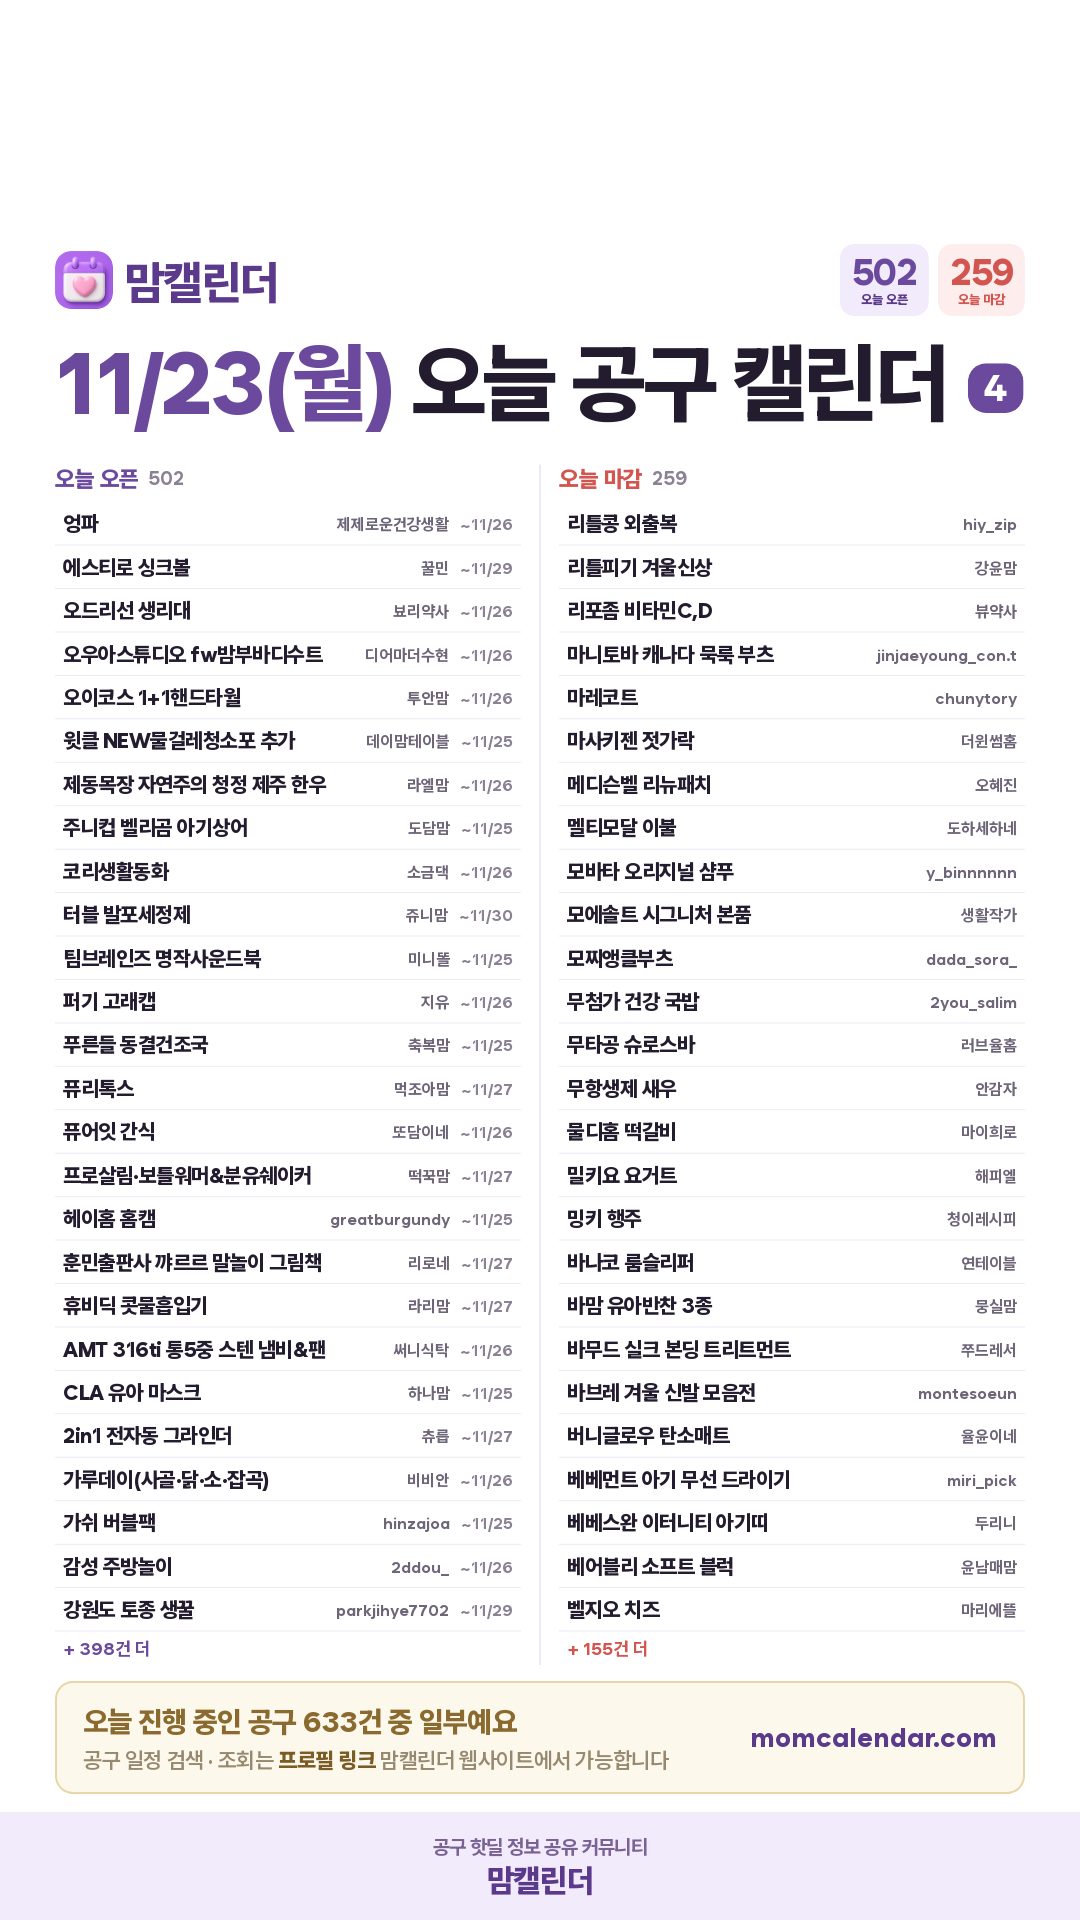 맘캘린더
502
오늘 오픈
259
오늘 마감
11/23(월) 오늘 공구 캘린더 4
오늘 오픈 502
엉파 제제로운건강생활 ~11/26
에스티로 싱크볼 꿀민 ~11/29
오드리선 생리대 뵤리약사 ~11/26
오우아스튜디오 fw밤부바디수트 디어마더수현 ~11/26
오이코스 1+1핸드타월 투안맘 ~11/26
윗클 NEW물걸레청소포 추가 데이맘테이블 ~11/25
제동목장 자연주의 청정 제주 한우 라엘맘 ~11/26
주니컵 벨리곰 아기상어 도담맘 ~11/25
코리생활동화 소금댁 ~11/26
터블 발포세정제 쥬니맘 ~11/30
팀브레인즈 명작사운드북 미니똘 ~11/25
퍼기 고래캡 지유 ~11/26
푸른들 동결건조국 축복맘 ~11/25
퓨리톡스 먹조아맘 ~11/27
퓨어잇 간식 또담이네 ~11/26
프로살림·보틀워머&분유쉐이커 떡꾹맘 ~11/27
헤이홈 홈캠 greatburgundy ~11/25
훈민출판사 꺄르르 말놀이 그림책 리로네 ~11/27
휴비딕 콧물흡입기 라리맘 ~11/27
AMT 316ti 통5중 스텐 냄비&팬 써니식탁 ~11/26
CLA 유아 마스크 하나맘 ~11/25
2in1 전자동 그라인더 츄릅 ~11/27
가루데이(사골·닭·소·잡곡) 비비안 ~11/26
가쉬 버블팩 hinzajoa ~11/25
감성 주방놀이 2ddou_ ~11/26
강원도 토종 생꿀 parkjihye7702 ~11/29
+ 398건 더
오늘 마감 259
리틀콩 외출복 hiy_zip
리틀피기 겨울신상 강윤맘
리포좀 비타민C,D 뷰약사
마니토바 캐나다 묵룩 부츠 jinjaeyoung_con.t
마레코트 chunytory
마사키젠 젓가락 더윈썸홈
메디슨벨 리뉴패치 오혜진
멜티모달 이불 도하세하네
모바타 오리지널 샴푸 y_binnnnnn
모에솔트 시그니처 본품 생활작가
모찌앵클부츠 dada_sora_
무첨가 건강 국밥 2you_salim
무타공 슈로스바 러브율홈
무항생제 새우 안감자
물디홈 떡갈비 마이희로
밀키요 요거트 해피엘
밍키 행주 청이레시피
바나코 룸슬리퍼 연테이블
바맘 유아반찬 3종 뭉실맘
바무드 실크 본딩 트리트먼트 쭈드레서
바브레 겨울 신발 모음전 montesoeun
버니글로우 탄소매트 율윤이네
베베먼트 아기 무선 드라이기 miri_pick
베베스완 이터니티 아기띠 두리니
베어블리 소프트 블럭 윤남매맘
벨지오 치즈 마리에뜰
+ 155건 더
오늘 진행 중인 공구 633건 중 일부예요
공구 일정 검색 · 조회는 프로필 링크 맘캘린더 웹사이트에서 가능합니다
momcalendar.com
공구 핫딜 정보 공유 커뮤니티
맘캘린더